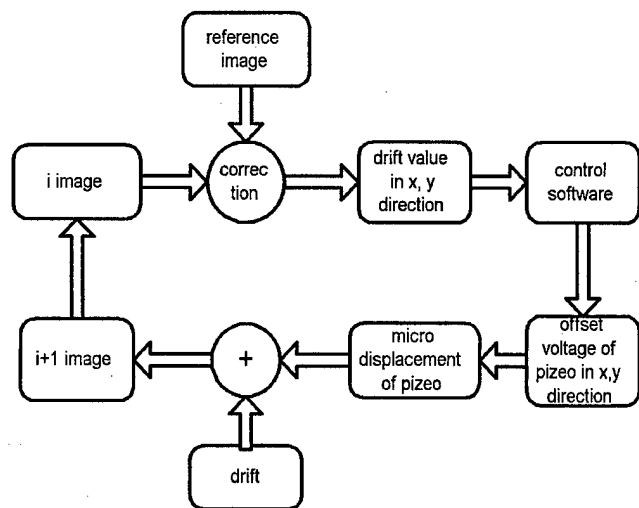 reference
image
i image
correc
tion
drift value
in x, y
direction
control
software
i+1 image
+
micro
displacement
of pizeo
offset
voltage of
pizeo in x,y
direction
drift